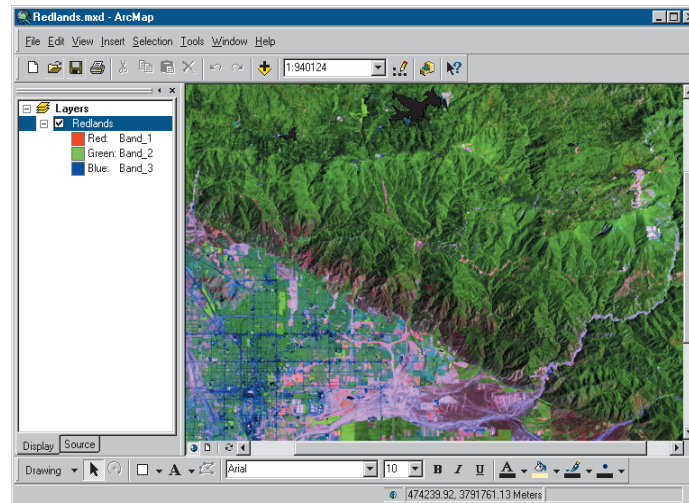 Redlands.mxd - ArcMap
File Edit View Insert Selection Tools Window Help
1:940124
Layers
Redlands
Red: Band_1
Green: Band_2
Blue: Band_3
Display Source
Drawing A Arial 10 B I U A
474239.92, 3791761.13 Meters